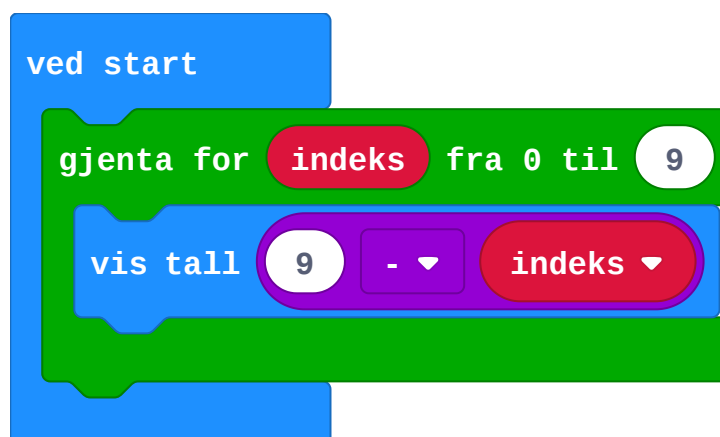 ved start
gjenta for indeks fra 0 til 9
vis tall 9 - indeks